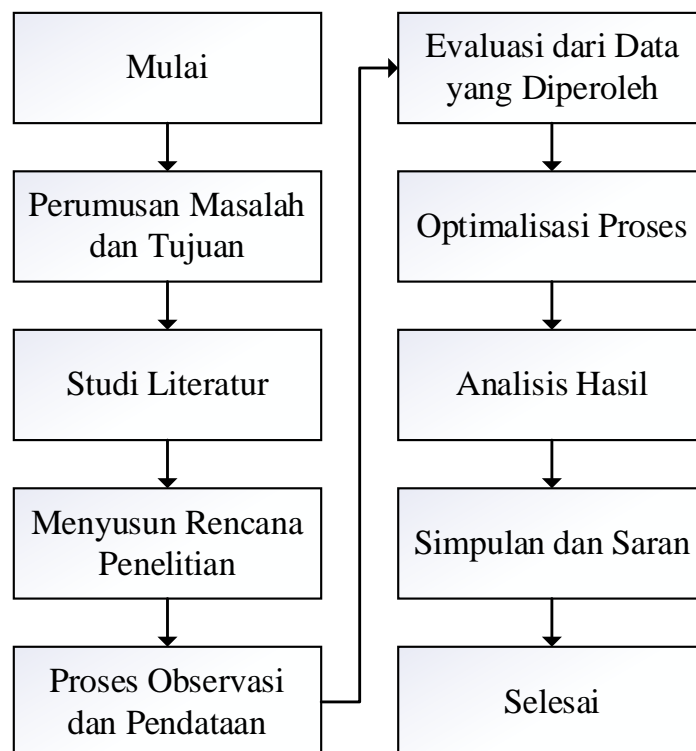 Mulai
Perumusan Masalah
dan Tujuan
Studi Literatur
Menyusun Rencana
Penelitian
Proses Observasi
dan Pendataan
Evaluasi dari Data
yang Diperoleh
Optimalisasi Proses
Analisis Hasil
Simpulan dan Saran
Selesai